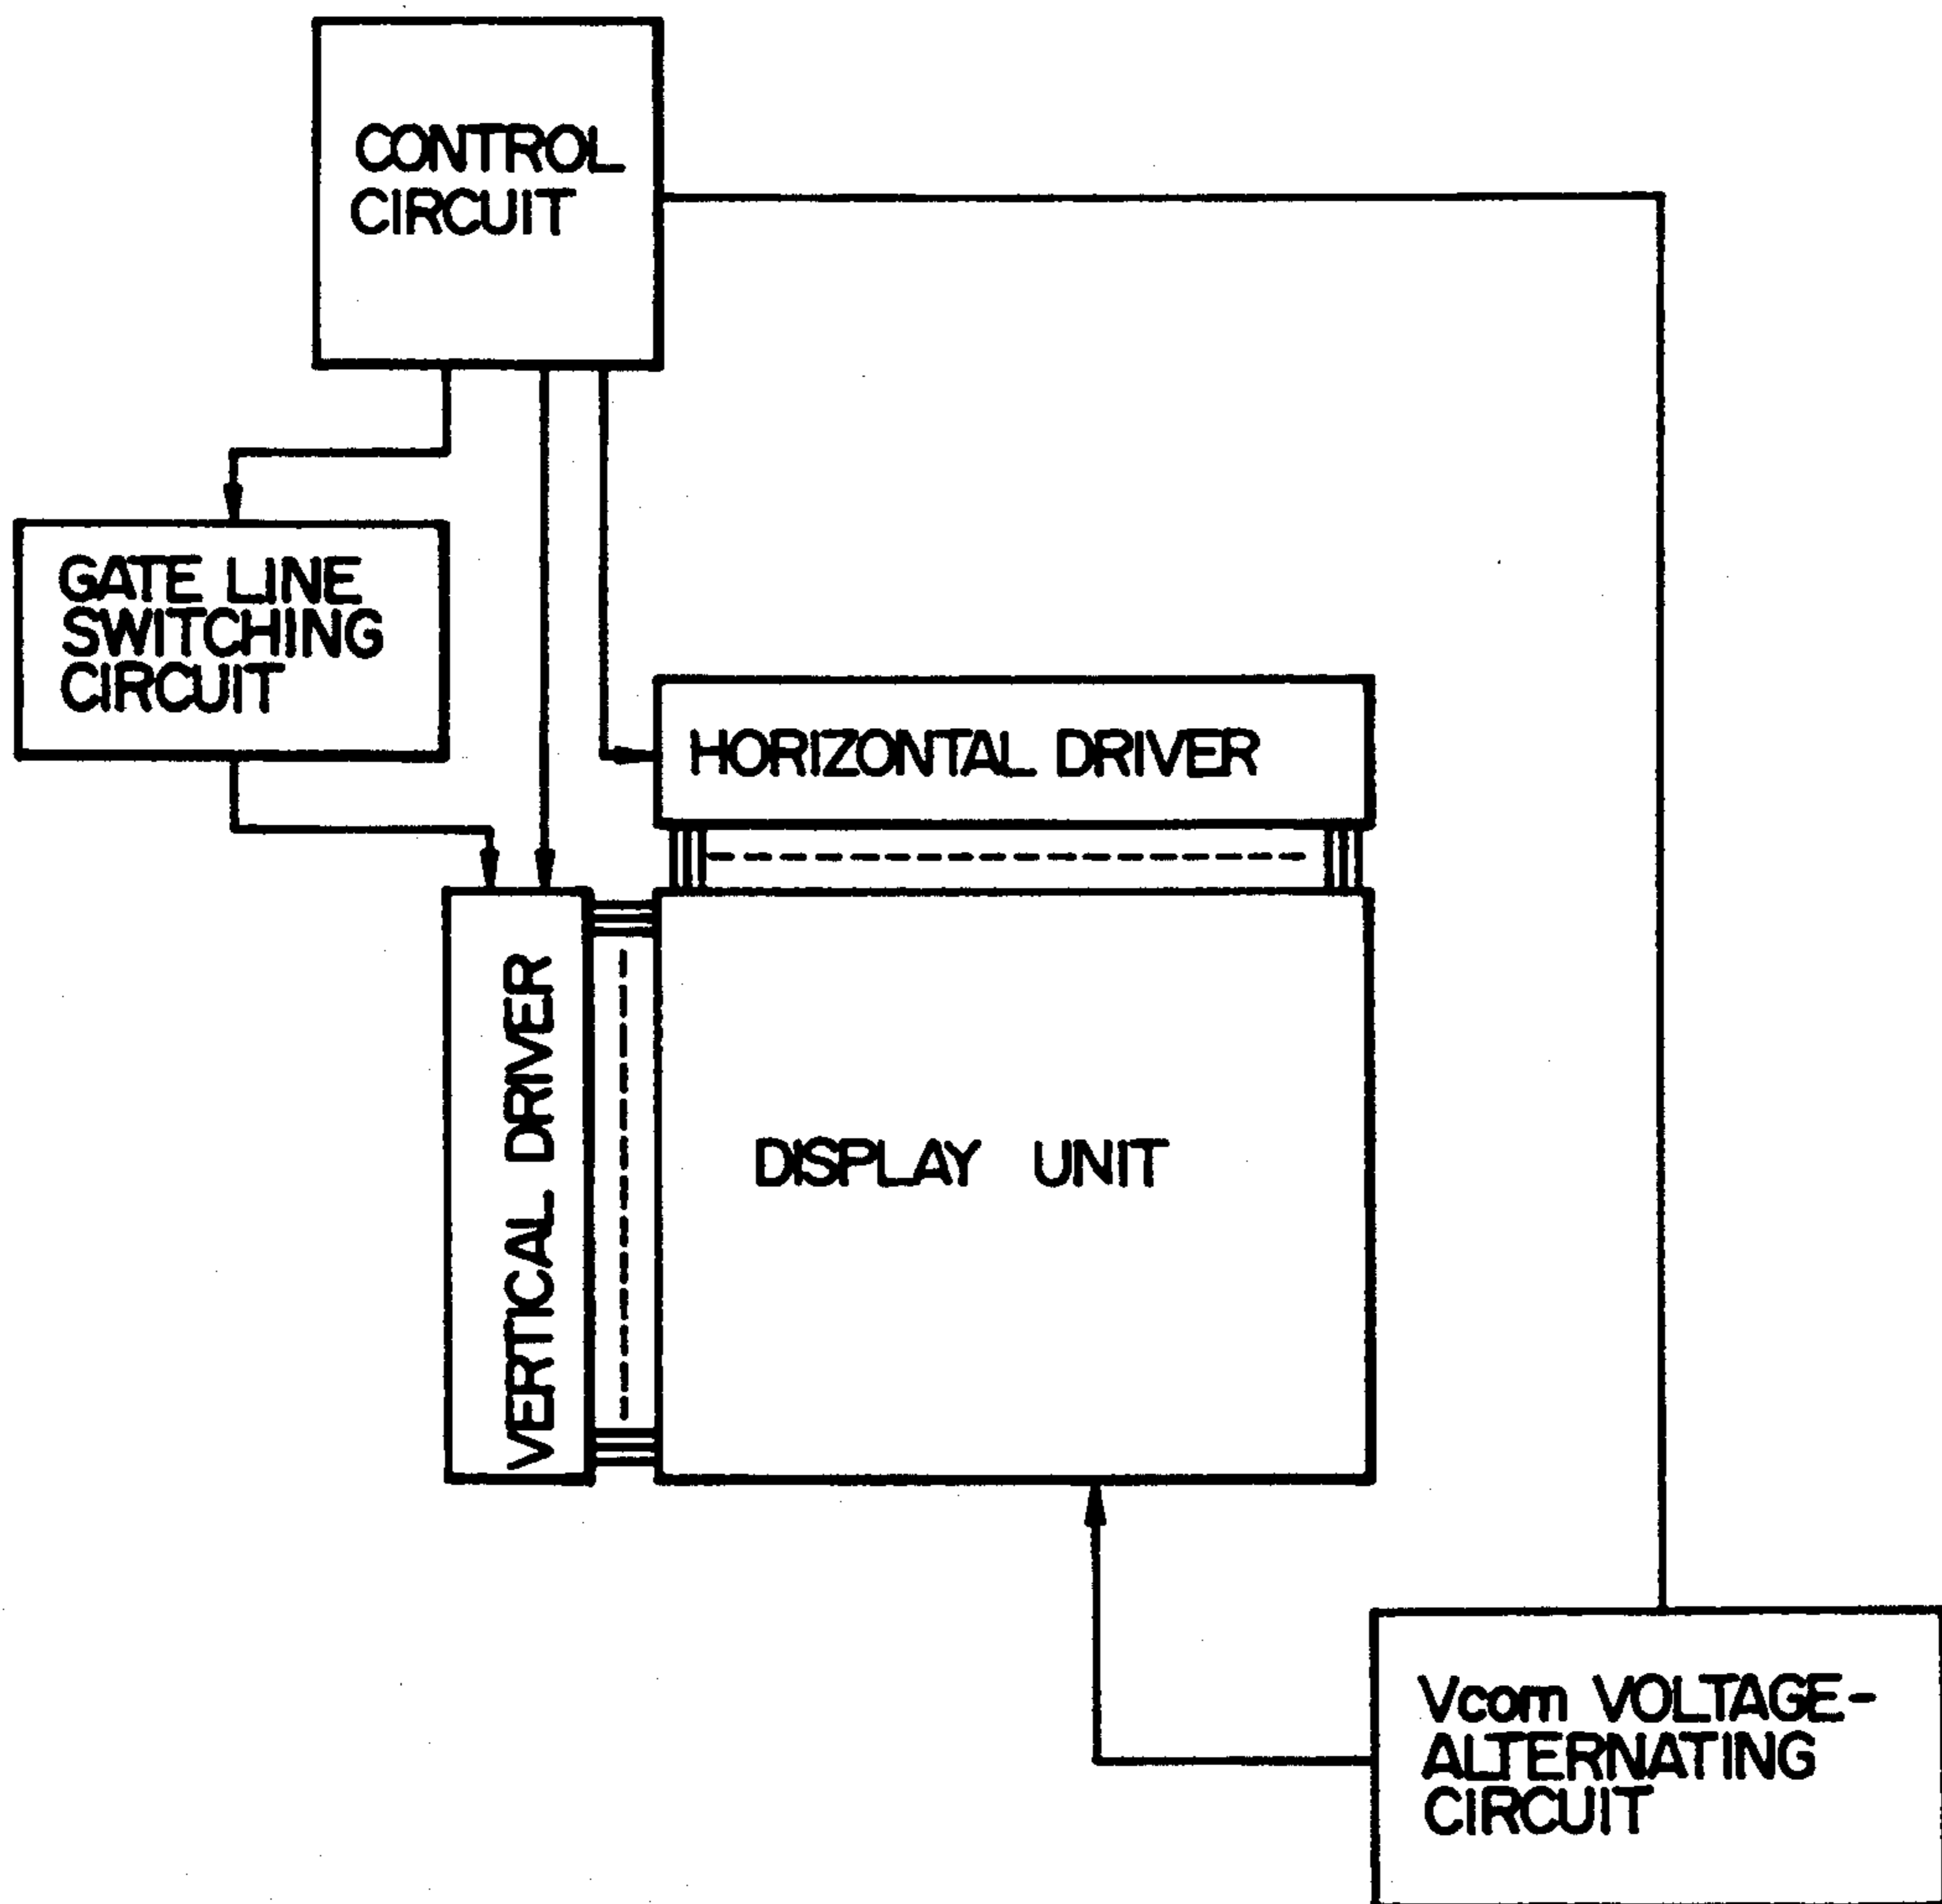 CONTROL
CIRCUIT
GATE LINE
SWITCHING
CIRCUIT
HORIZONTAL DRIVER
VERTICAL DRIVER
DISPLAY UNIT
Vcom VOLTAGE-
ALTERNATING
CIRCUIT